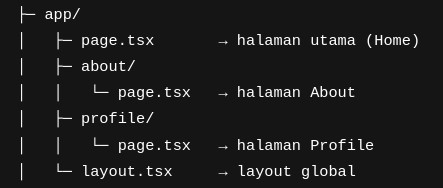 ├─ app/
│   ├─ page.tsx       → halaman utama (Home)
│   ├─ about/
│   │   └─ page.tsx   → halaman About
│   ├─ profile/
│   │   └─ page.tsx   → halaman Profile
│   └─ layout.tsx     → layout global